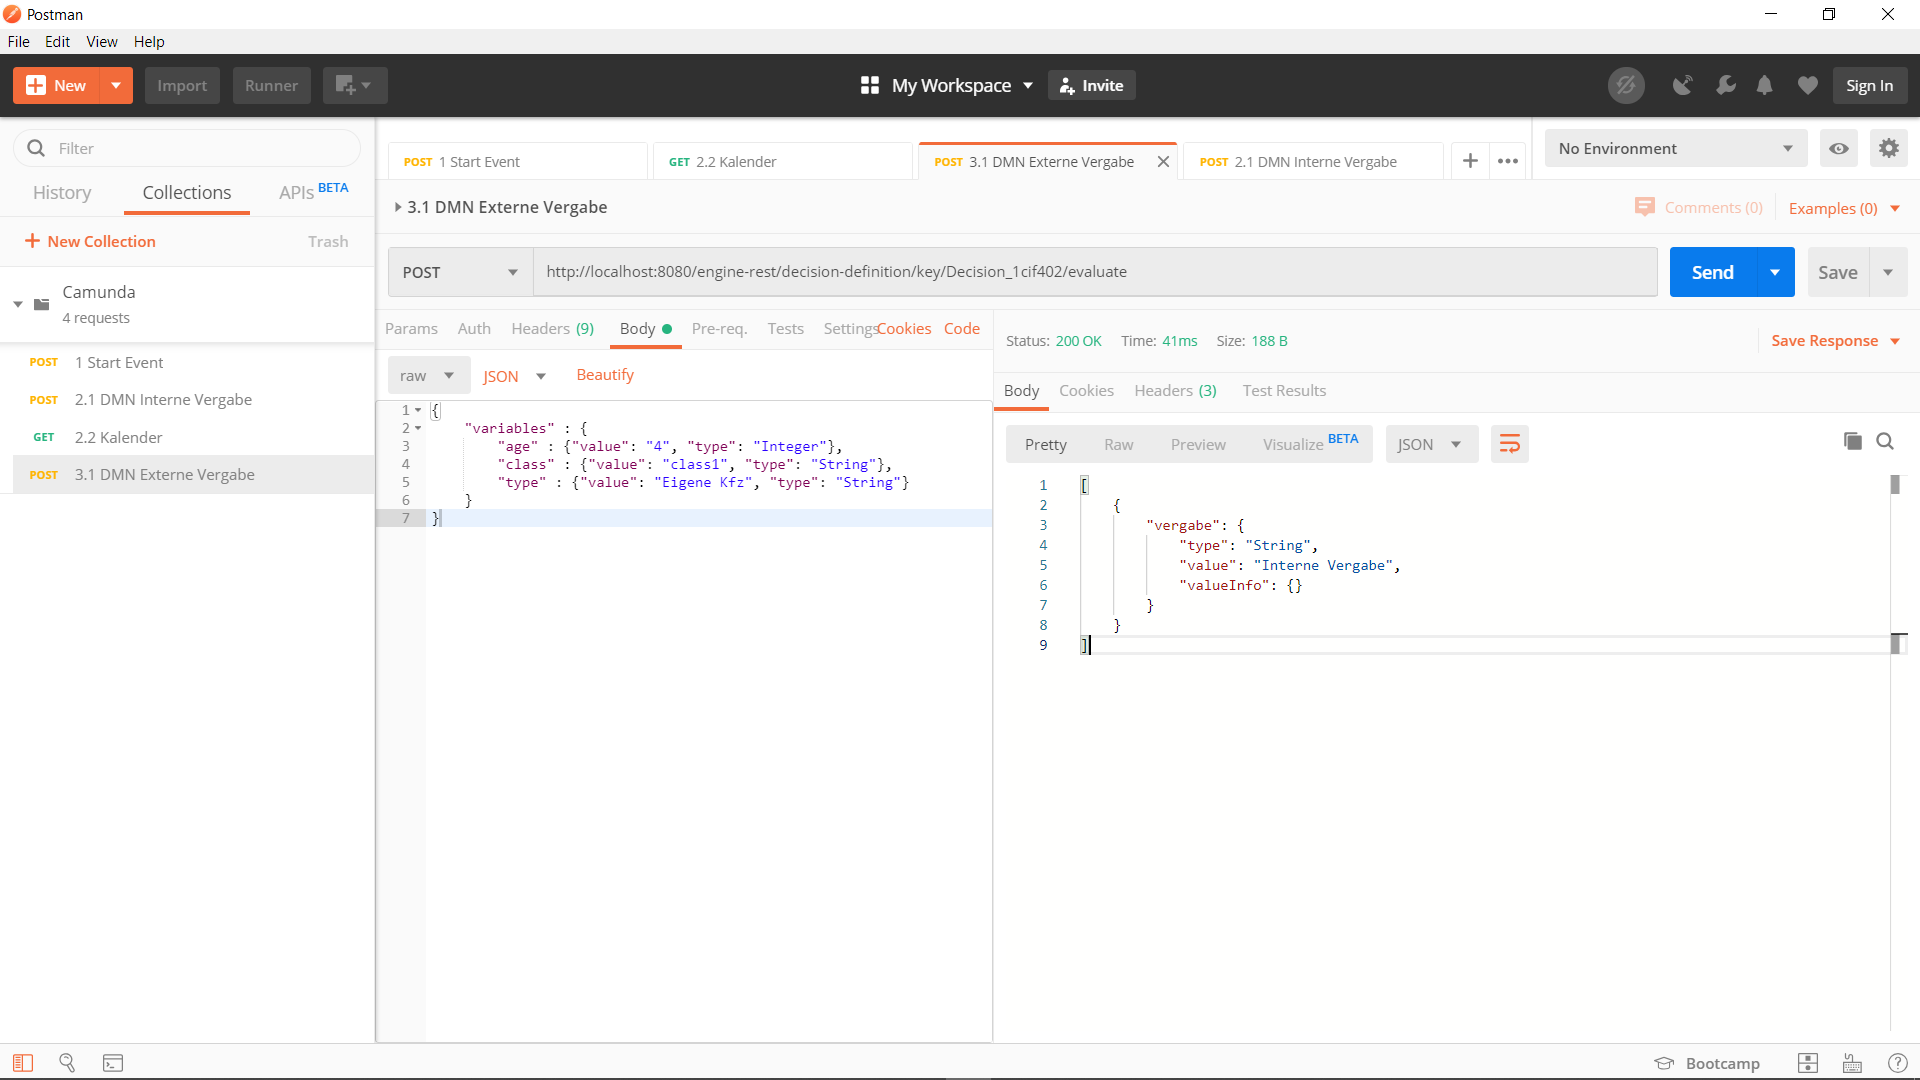 Postman
File Edit View Help
New Import Runner My Workspace Invite Sign In
Filter
History Collections APIs BETA
New Collection Trash
Camunda
4 requests
POST 1 Start Event
POST 2.1 DMN Interne Vergabe
GET 2.2 Kalender
POST 3.1 DMN Externe Vergabe
POST 1 Start Event GET 2.2 Kalender POST 3.1 DMN Externe Vergabe POST 2.1 DMN Interne Vergabe
No Environment
3.1 DMN Externe Vergabe
Comments (0) Examples (0)
POST http://localhost:8080/engine-rest/decision-definition/key/Decision_1cif402/evaluate Send Save
Params Auth Headers (9) Body Pre-req. Tests Settings Cookies Code
raw JSON Beautify
1 {
2 "variables" : {
3 "age" : {"value": "4", "type": "Integer"},
4 "class" : {"value": "class1", "type": "String"},
5 "type" : {"value": "Eigene Kfz", "type": "String"}
6 }
7 }
Status: 200 OK Time: 41ms Size: 188 B Save Response
Body Cookies Headers (3) Test Results
Pretty Raw Preview Visualize BETA JSON
1 [
2 {
3 "vergabe": {
4 "type": "String",
5 "value": "Interne Vergabe",
6 "valueInfo": {}
7 }
8 }
9 ]
Bootcamp